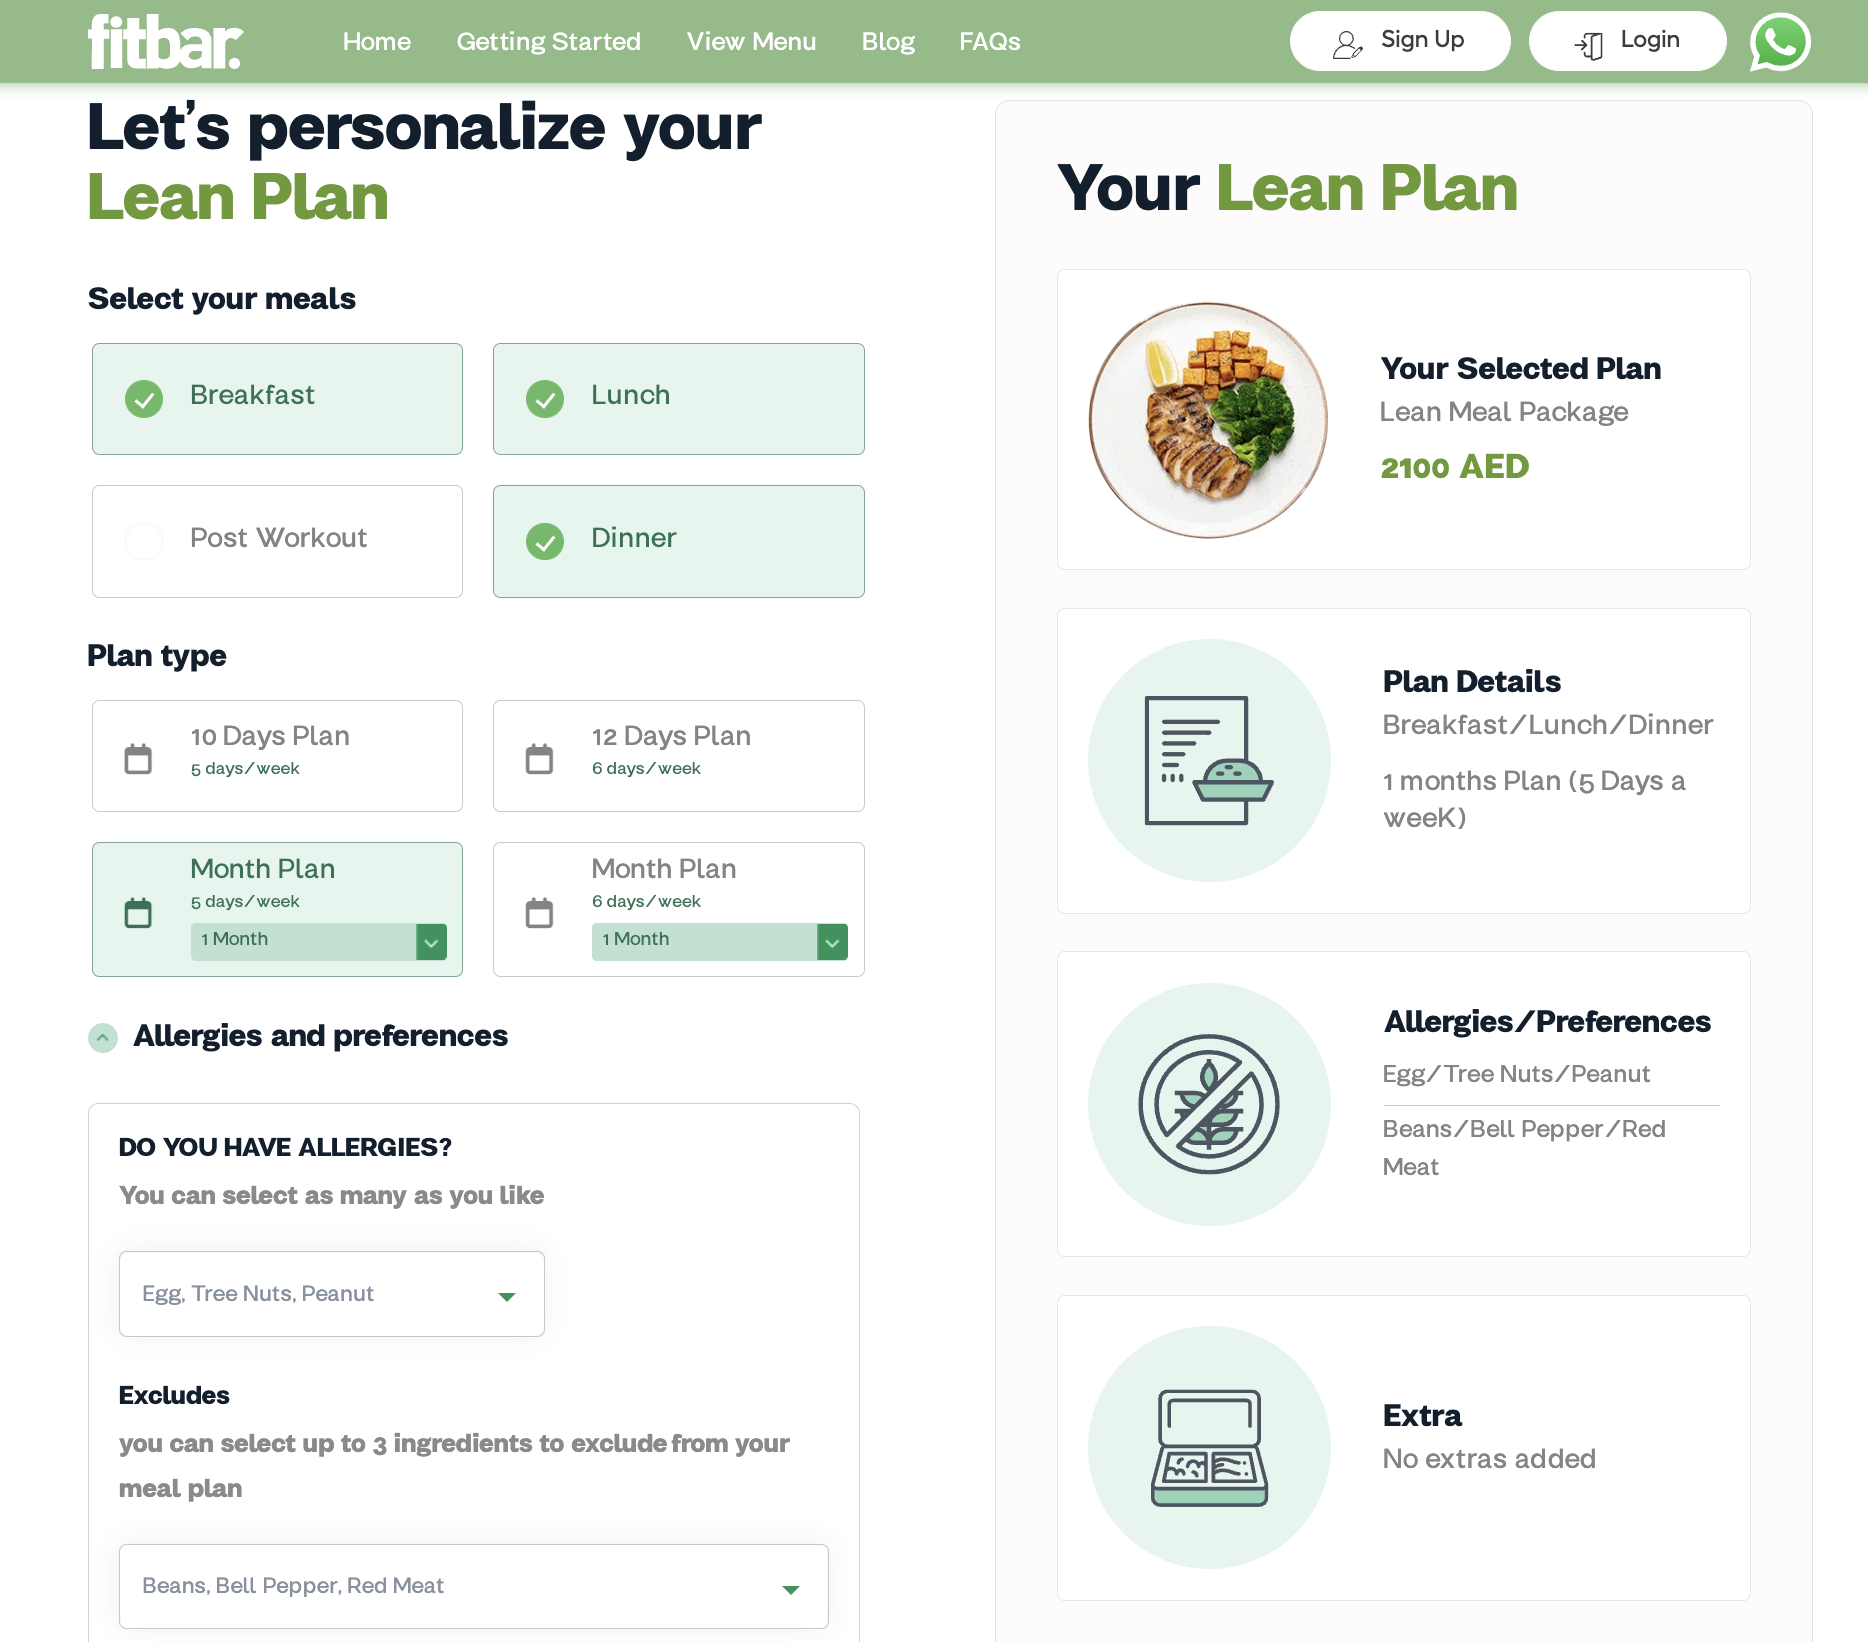 fitbar.
Home
Getting Started
View Menu
Blog
FAQs
Sign Up
Login
Let's personalize your
Lean Plan
Select your meals
Breakfast
Lunch
Post Workout
Dinner
Plan type
10 Days Plan
5 days/week
12 Days Plan
6 days/week
Month Plan
5 days/week
1 Month
Month Plan
6 days/week
1 Month
Allergies and preferences
DO YOU HAVE ALLERGIES?
You can select as many as you like
Egg, Tree Nuts, Peanut
Excludes
you can select up to 3 ingredients to exclude from your
meal plan
Beans, Bell Pepper, Red Meat
Your Lean Plan
Your Selected Plan
Lean Meal Package
2100 AED
Plan Details
Breakfast/Lunch/Dinner
1 months Plan (5 Days a
weeK)
Allergies/Preferences
Egg/Tree Nuts/Peanut
Beans/Bell Pepper/Red
Meat
Extra
No extras added